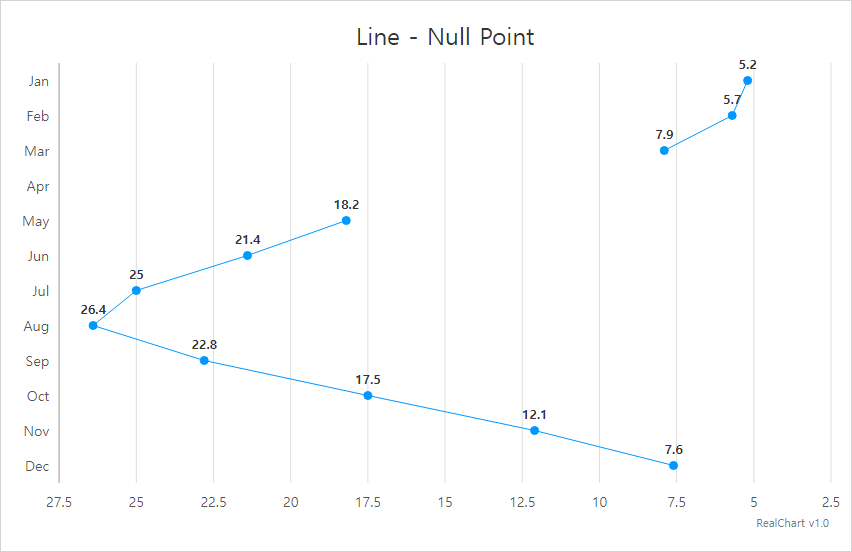 Line - Null Point
Jan
5.2
Feb
5.7
Mar
7.9
Apr
May
18.2
Jun
21.4
Jul
25
Aug
26.4
Sep
22.8
Oct
17.5
Nov
12.1
Dec
7.6
27.5 25 22.5 20 17.5 15 12.5 10 7.5 5 2.5
RealChart v1.0